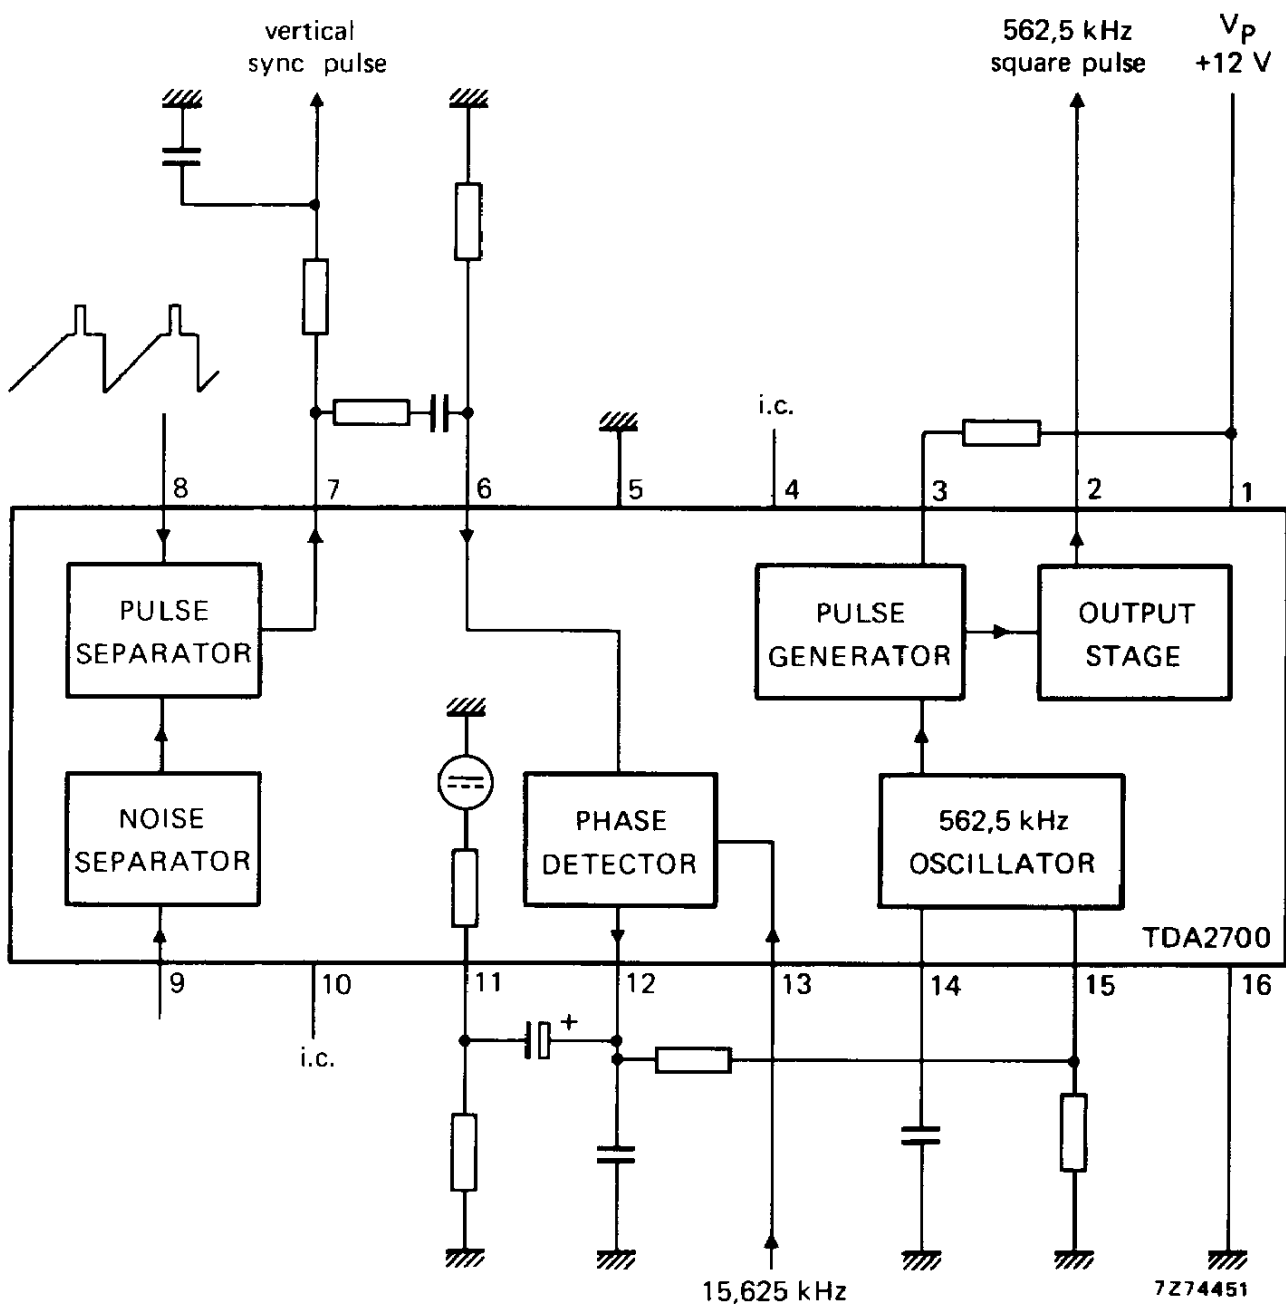 vertical
sync pulse
562,5 kHz
square pulse
VP
+12 V
i.c.
8
7
6
5
4
3
2
1
PULSE
SEPARATOR
PULSE
GENERATOR
OUTPUT
STAGE
NOISE
SEPARATOR
PHASE
DETECTOR
562,5 kHz
OSCILLATOR
TDA2700
9
10
11
12
13
14
15
16
+
i.c.
15,625 kHz
7Z74451